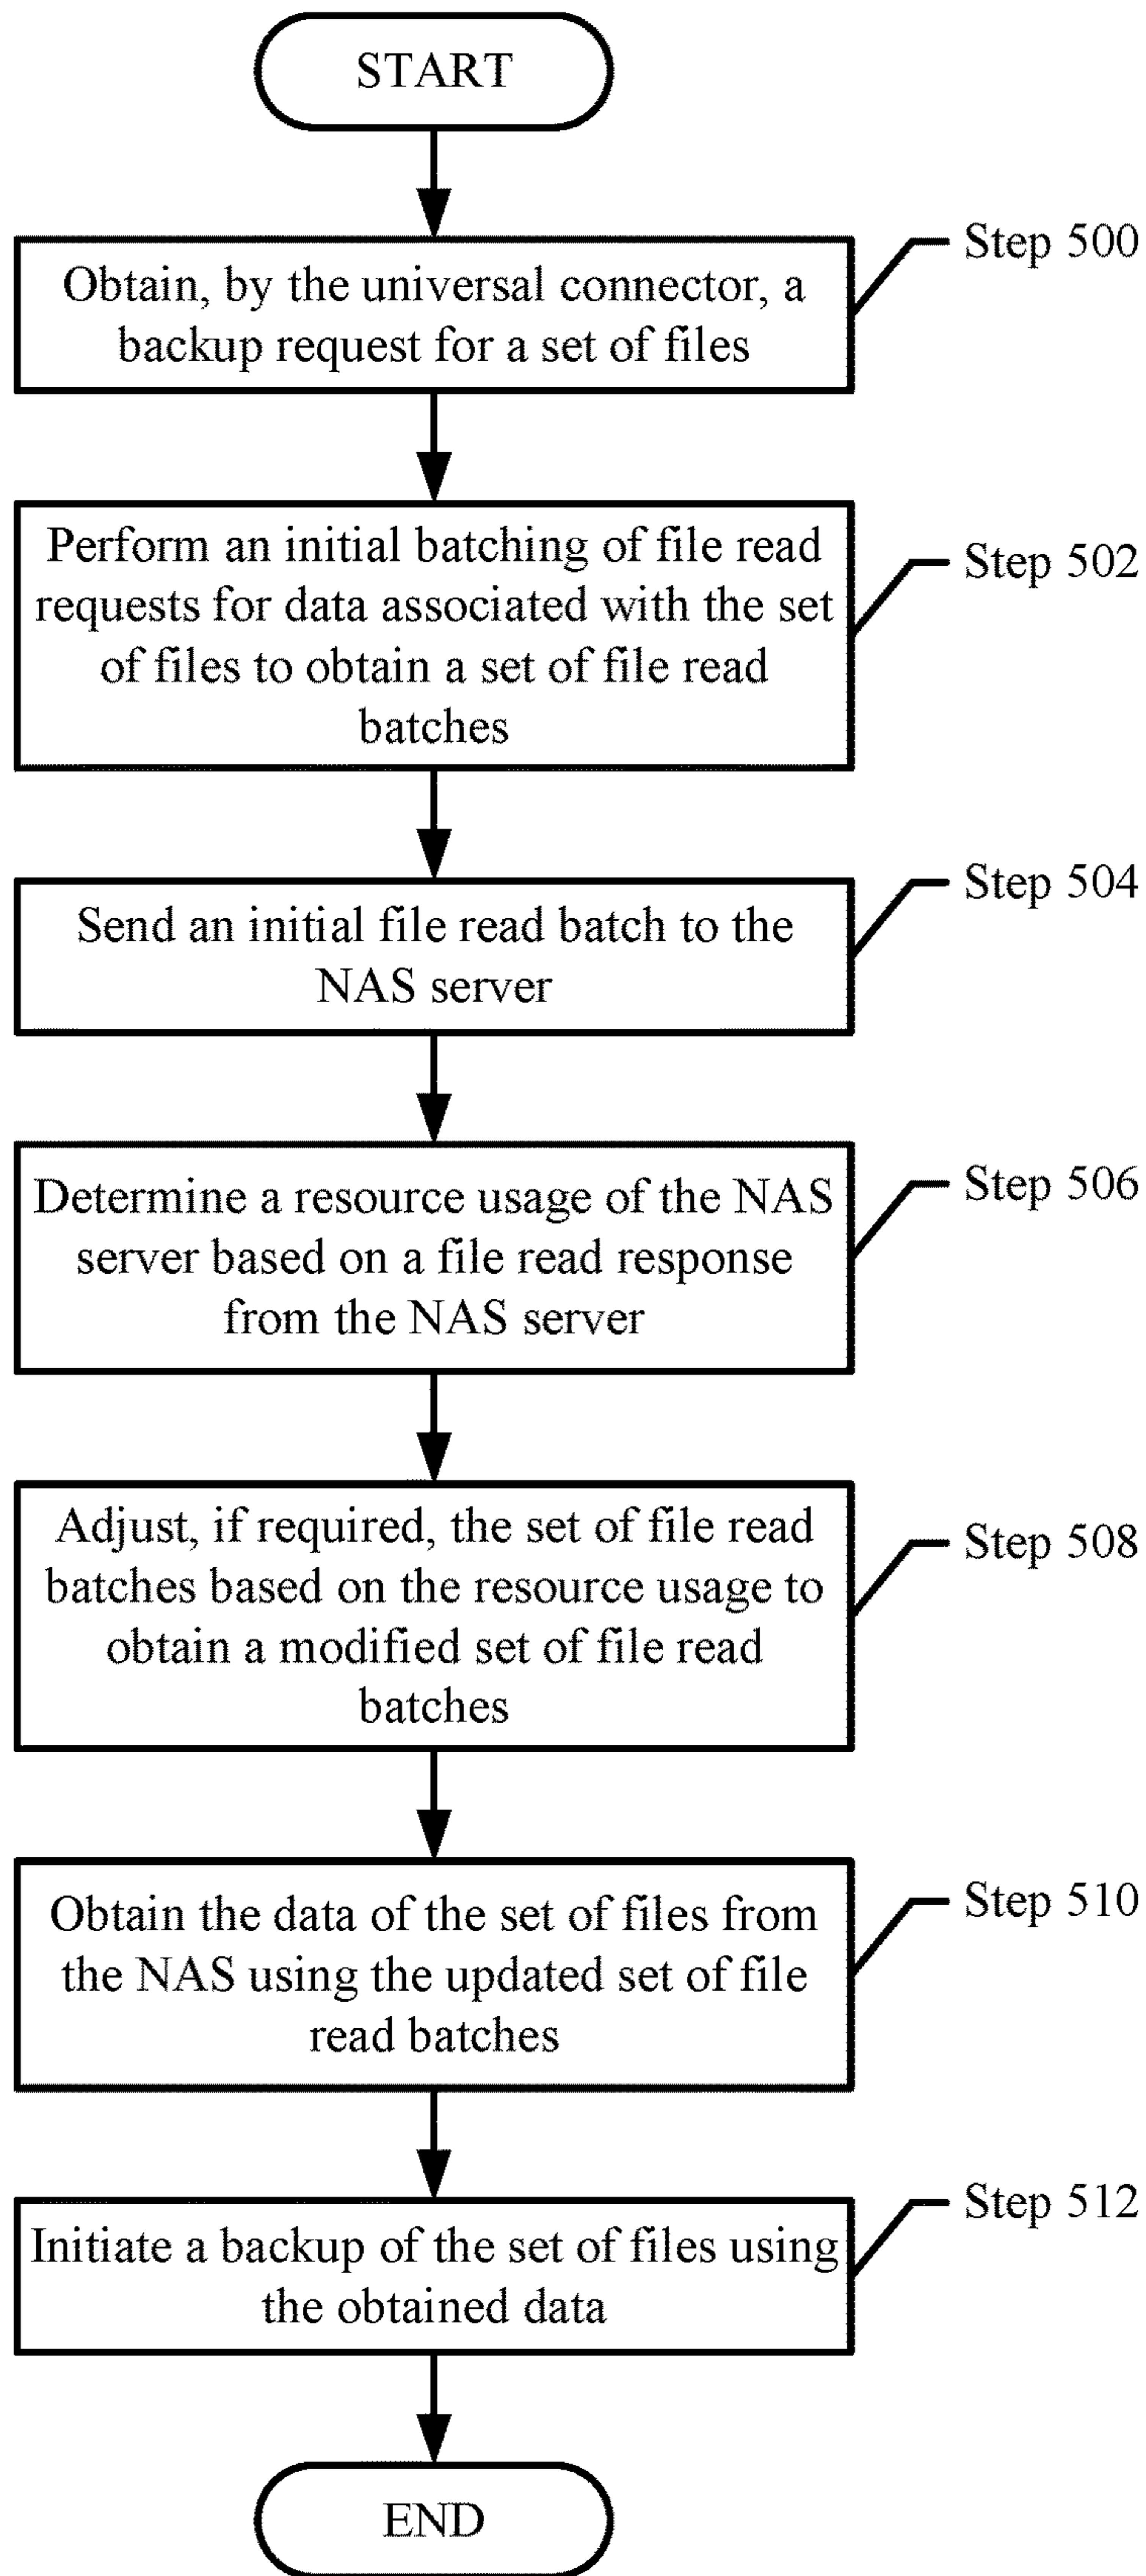 START
Step 500
Obtain, by the universal connector, a
backup request for a set of files
Step 502
Perform an initial batching of file read
requests for data associated with the set
of files to obtain a set of file read
batches
Step 504
Send an initial file read batch to the
NAS server
Step 506
Determine a resource usage of the NAS
server based on a file read response
from the NAS server
Step 508
Adjust, if required, the set of file read
batches based on the resource usage to
obtain a modified set of file read
batches
Step 510
Obtain the data of the set of files from
the NAS using the updated set of file
read batches
Step 512
Initiate a backup of the set of files using
the obtained data
END